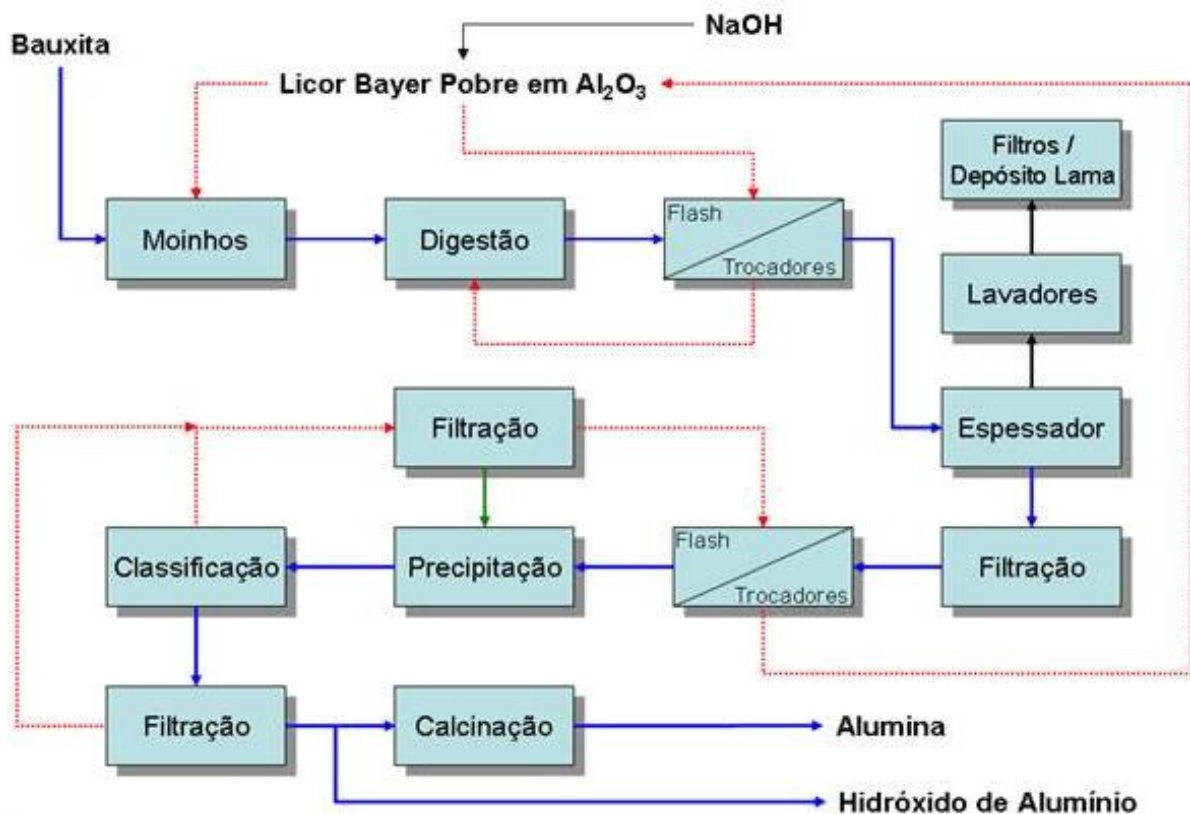 NaOH
Bauxita
Licor Bayer Pobre em Al₂O₃
Filtros /
Depósito Lama
Moinhos
Digestão
Flash
Trocadores
Lavadores
Filtração
Espessador
Classificação
Precipitação
Flash
Trocadores
Filtração
Filtração
Calcinação
Alumina
Hidróxido de Alumínio